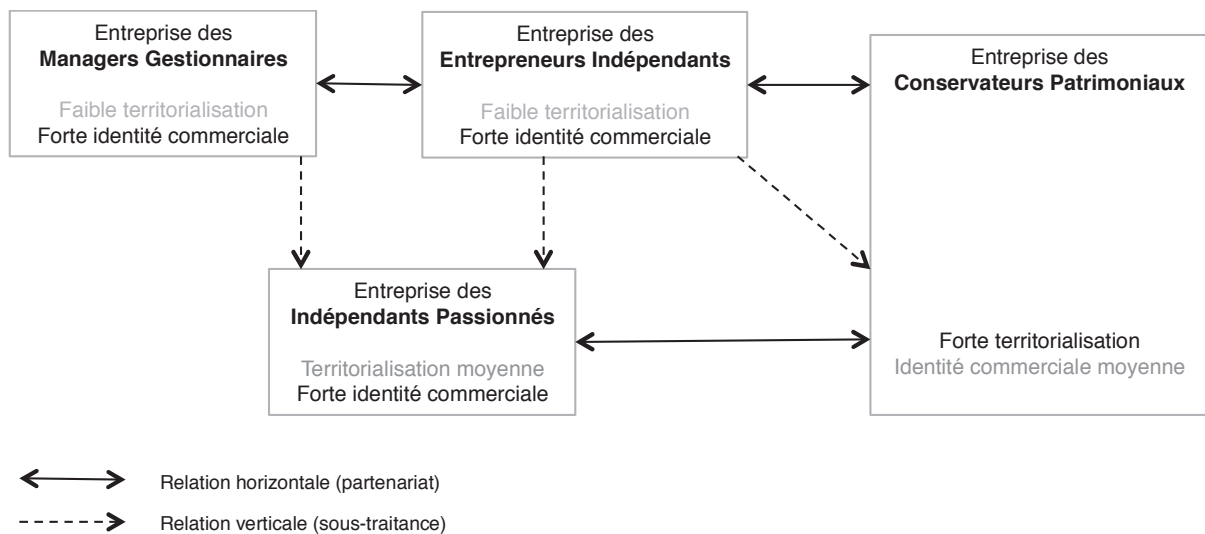 Entreprise des
Managers Gestionnaires
Faible territorialisation
Forte identité commerciale
Entreprise des
Entrepreneurs Indépendants
Faible territorialisation
Forte identité commerciale
Entreprise des
Conservateurs Patrimoniaux
Forte territorialisation
Identité commerciale moyenne
Entreprise des
Indépendants Passionnés
Territorialisation moyenne
Forte identité commerciale
Relation horizontale (partenariat)
Relation verticale (sous-traitance)